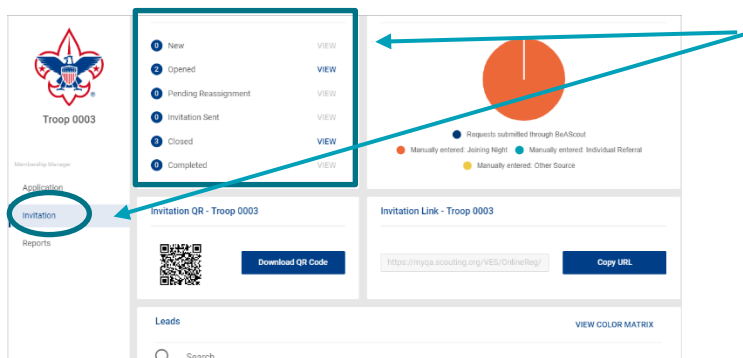 Troop 0003
Membership Manager
Application
Invitation
Reports
0 New VIEW
2 Opened VIEW
0 Pending Reassignment VIEW
0 Invitation Sent VIEW
3 Closed VIEW
0 Completed VIEW
Requests submitted through BeAScout
Manually entered: Joining Night Manually entered: Individual Referral
Manually entered: Other Source
Invitation QR - Troop 0003
Download QR Code
Invitation Link - Troop 0003
https://myqa.scouting.org/VES/OnlineReg/ Copy URL
Leads VIEW COLOR MATRIX
Search